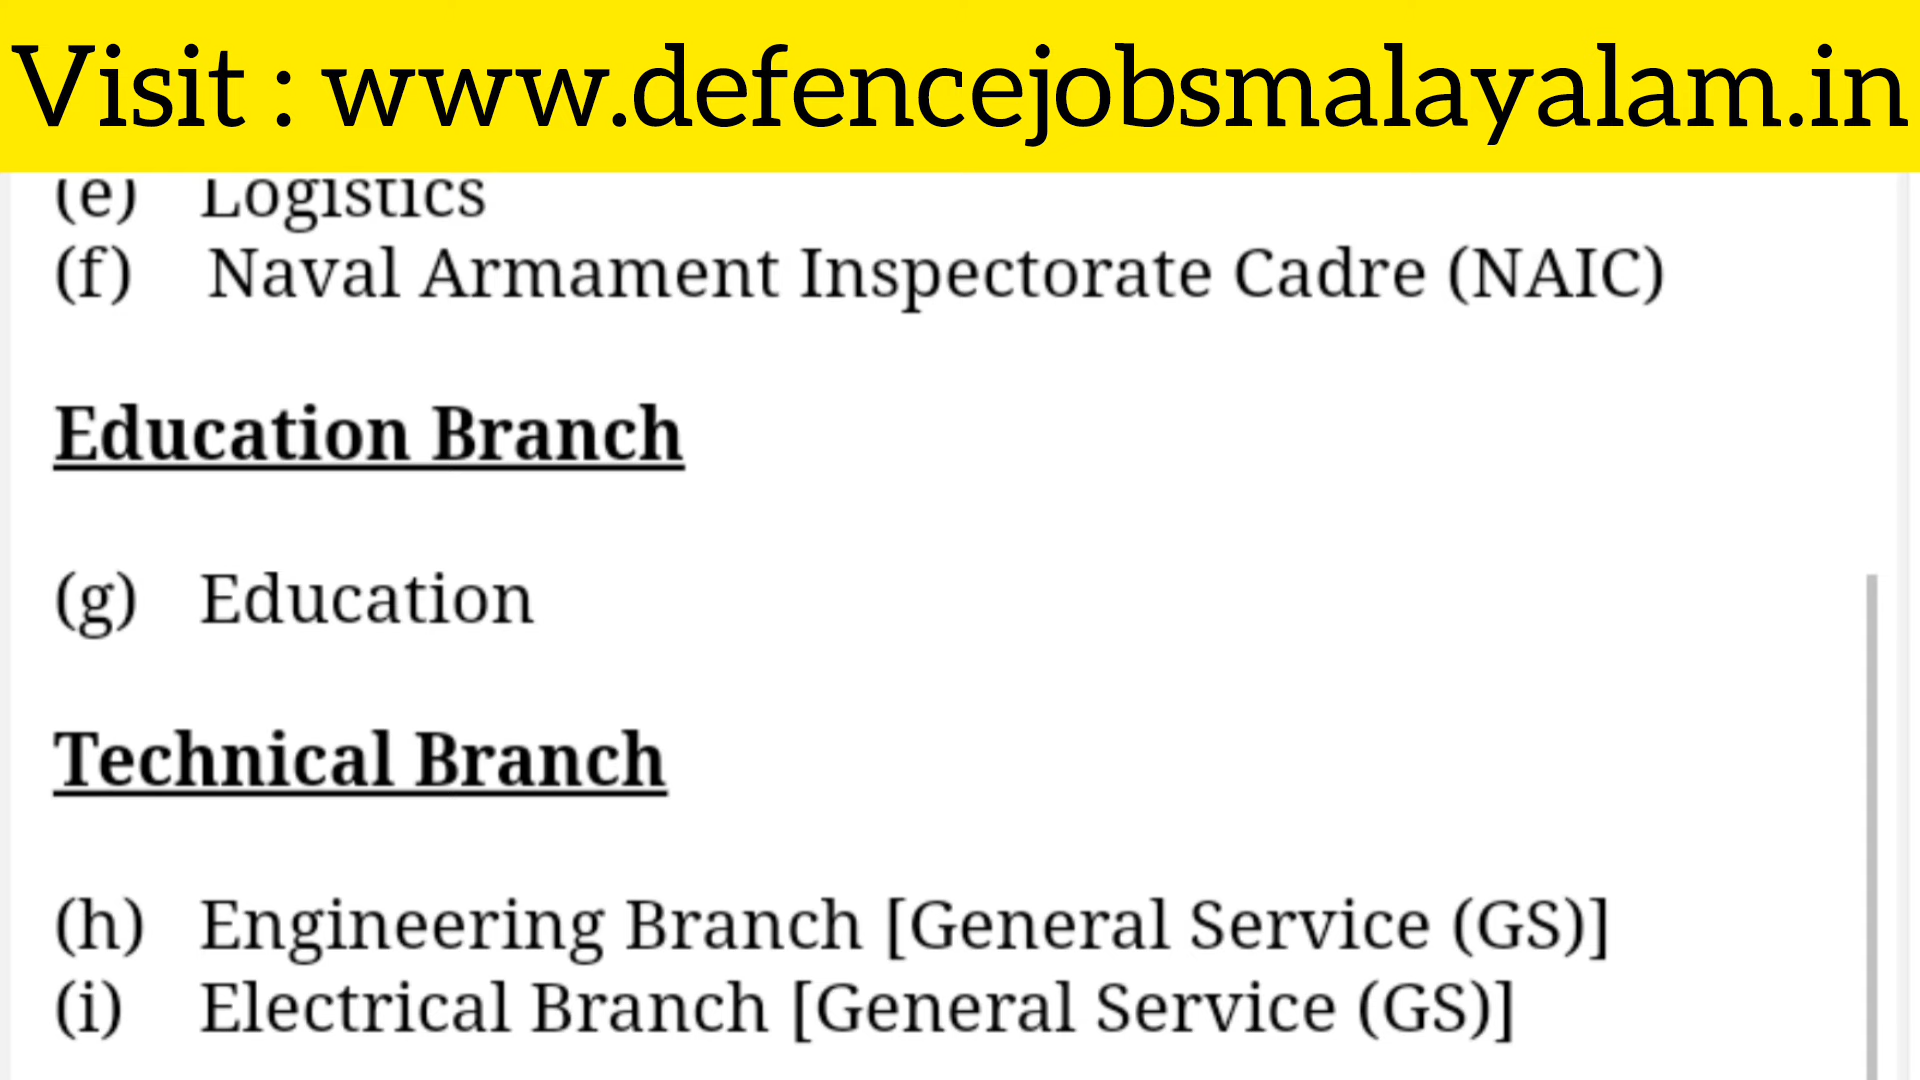 Visit : www.defencejobsmalayalam.in
(e) Logistics
(f) Naval Armament Inspectorate Cadre (NAIC)
Education Branch
(g) Education
Technical Branch
(h) Engineering Branch [General Service (GS)]
(i) Electrical Branch [General Service (GS)]